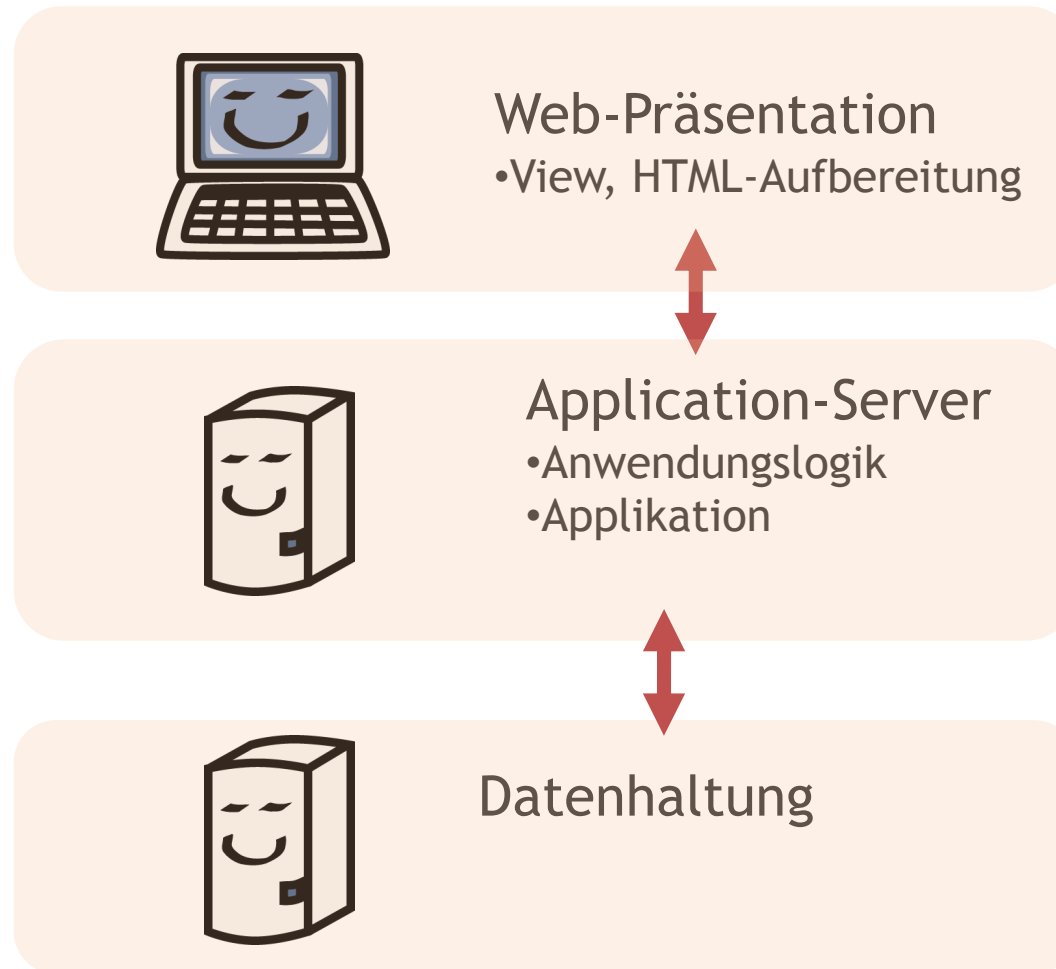 Web-Präsentation
•View, HTML-Aufbereitung
Application-Server
•Anwendungslogik
•Applikation
Datenhaltung